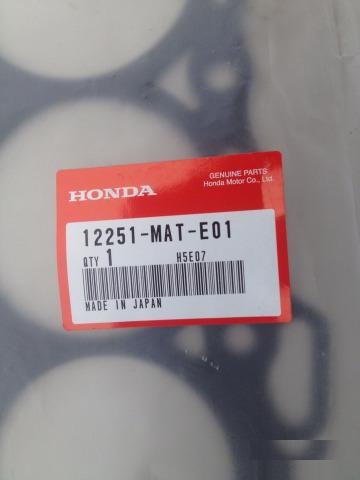 GENUINE PARTS
HONDA Honda Motor Co., Ltd.
12251-MAT-E01
QTY 1 H5E07
MADE IN JAPAN